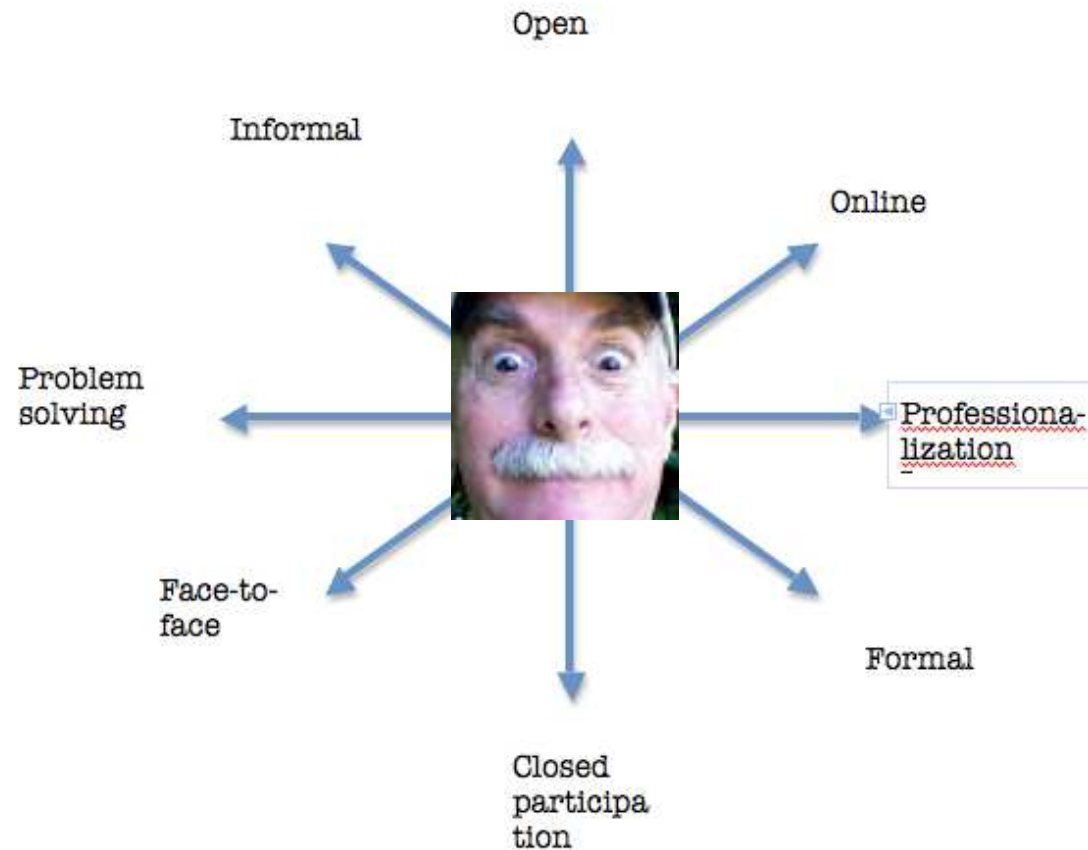 Open
Informal
Online
Problem
solving
Professiona-
lization
Face-to-
face
Formal
Closed
participa
tion